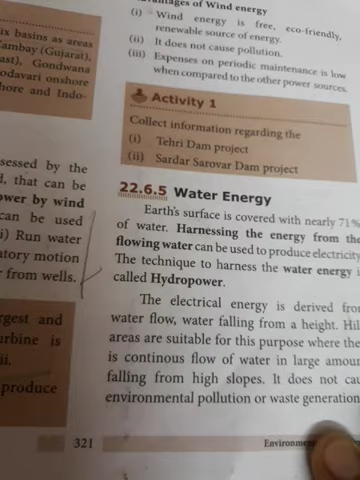 ix basins as areas
ambay (Gujarat),
ast), Gondwana
odavari onshore
hore and Indo-
sessed by the
d, that can be
ower by wind
can be used
i) Run water
atory motion
from wells.
rgest and
urbine is
ii.
produce
antages of Wind energy
(i) Wind energy is free, eco-friendly,
renewable source of energy.
(ii) It does not cause pollution.
(iii) Expenses on periodic maintenance is low
when compared to the other power sources.
Activity 1
Collect information regarding the
(i) Tehri Dam project
(ii) Sardar Sarovar Dam project
22.6.5 Water Energy
Earth's surface is covered with nearly 71%
of water. Harnessing the energy from the
flowing water can be used to produce electricity
The technique to harness the water energy i
called Hydropower.
The electrical energy is derived from
water flow, water falling from a height. Hil
areas are suitable for this purpose where the
is continous flow of water in large amoun
falling from high slopes. It does not cau
environmental pollution or waste generation
321
Environmen